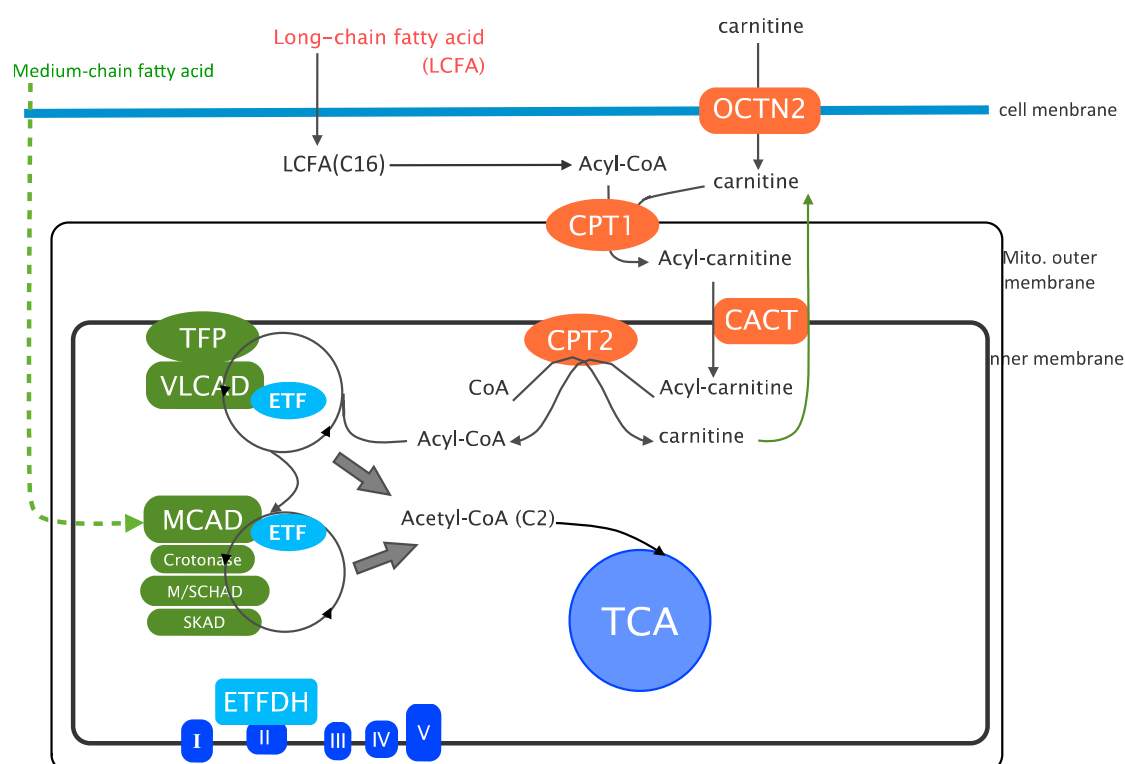 carnitine
Long-chain fatty acid
(LCFA)
Medium-chain fatty acid
OCTN2
cell menbrane
LCFA(C16)
Acyl-CoA
carnitine
CPT1
Acyl-carnitine
Mito. outer
membrane
CACT
TFP
CPT2
nner membrane
VLCAD
ETF
CoA
Acyl-carnitine
Acyl-CoA
carnitine
MCAD
ETF
Acetyl-CoA (C2)
Crotonase
M/SCHAD
SKAD
TCA
ETFDH
I
II
III
IV
V